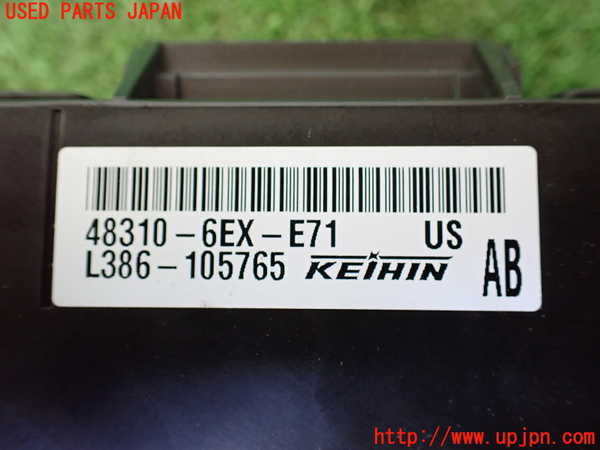 USED PARTS JAPAN
48310-6EX-E71 US
L386-105765 KEIHIN AB
http://www.upjpn.com/